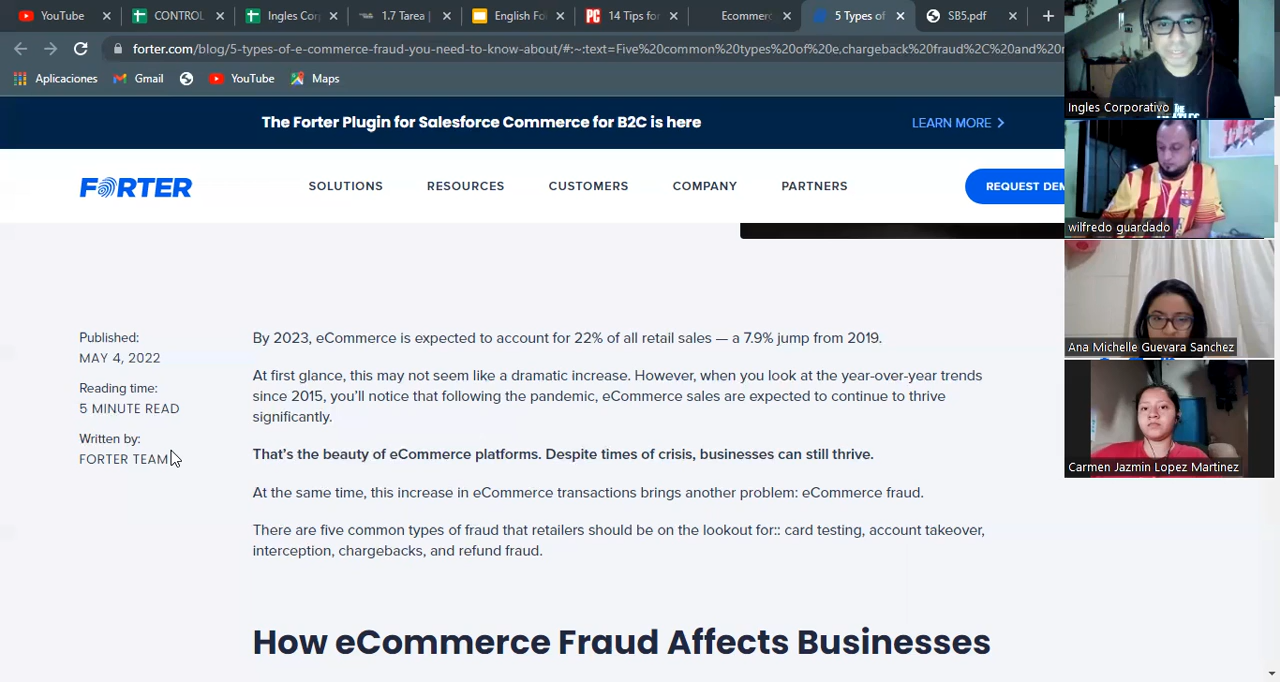 YouTube
CONTROL
Ingles Cor
1.7 Tarea |
English Fo
14 Tips for
Ecommerc
5 Types of
SB5.pdf
forter.com/blog/5-types-of-e-commerce-fraud-you-need-to-know-about/#:~:text=Five%20common%20types%20of%20e,chargeback%20fraud%2C%20and%20
Aplicaciones
Gmail
YouTube
Maps
The Forter Plugin for Salesforce Commerce for B2C is here
LEARN MORE
FORTER
SOLUTIONS
RESOURCES
CUSTOMERS
COMPANY
PARTNERS
REQUEST DEM
Published:
MAY 4, 2022
Reading time:
5 MINUTE READ
Written by:
FORTER TEAM
By 2023, eCommerce is expected to account for 22% of all retail sales — a 7.9% jump from 2019.
At first glance, this may not seem like a dramatic increase. However, when you look at the year-over-year trends
since 2015, you’ll notice that following the pandemic, eCommerce sales are expected to continue to thrive
significantly.
That’s the beauty of eCommerce platforms. Despite times of crisis, businesses can still thrive.
At the same time, this increase in eCommerce transactions brings another problem: eCommerce fraud.
There are five common types of fraud that retailers should be on the lookout for:: card testing, account takeover,
interception, chargebacks, and refund fraud.
How eCommerce Fraud Affects Businesses
Ingles Corporativo
wilfredo guardado
Ana Michelle Guevara Sanchez
Carmen Jazmin Lopez Martinez